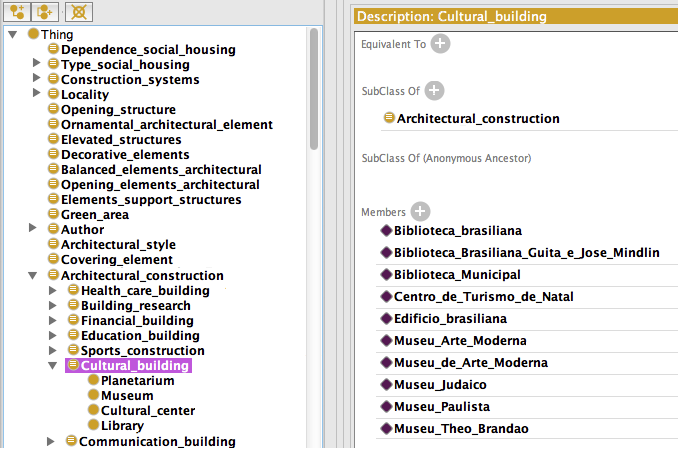 Thing
Dependence_social_housing
Type_social_housing
Construction_systems
Locality
Opening_structure
Ornamental_architectural_element
Elevated_structures
Decorative_elements
Balanced_elements_architectural
Opening_elements_architectural
Elements_support_structures
Green_area
Author
Architectural_style
Covering_element
Architectural_construction
Health_care_building
Building_research
Financial_building
Education_building
Sports_construction
Cultural_building
Planetarium
Museum
Cultural_center
Library
Communication_building
Description: Cultural_building
Equivalent To
SubClass Of
Architectural_construction
SubClass Of (Anonymous Ancestor)
Members
Biblioteca_brasiliana
Biblioteca_Brasiliana_Guita_e_Jose_Mindlin
Biblioteca_Municipal
Centro_de_Turismo_de_Natal
Edificio_brasiliana
Museu_Arte_Moderna
Museu_de_Arte_Moderna
Museu_Judaico
Museu_Paulista
Museu_Theo_Brandao